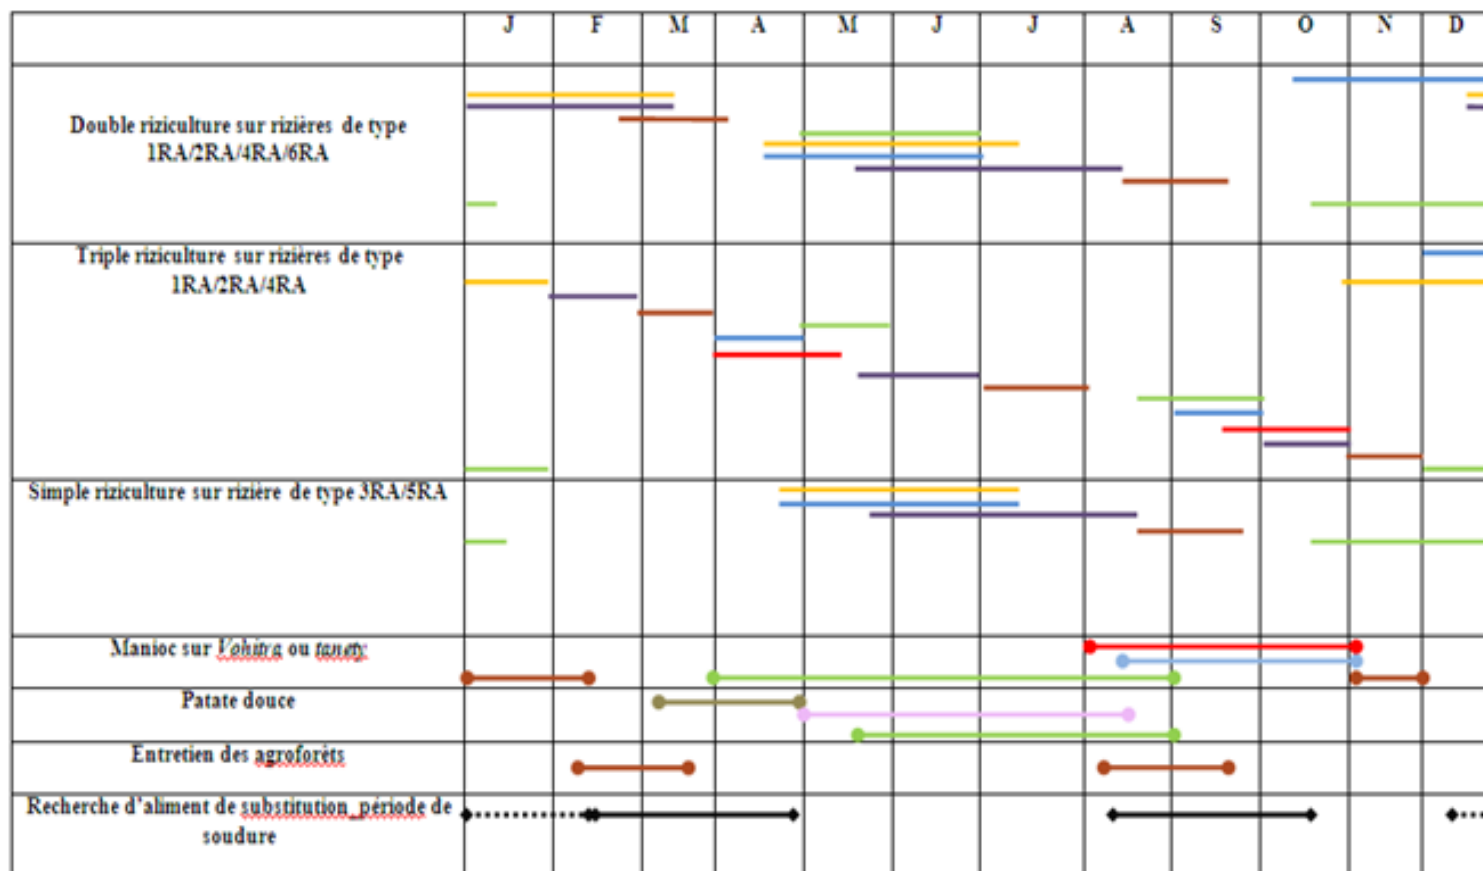 J F M A M J J A S O N D
Double riziculture sur rizières de type
1RA/2RA/4RA/6RA
Triple riziculture sur rizières de type
1RA/2RA/4RA
Simple riziculture sur rizière de type 3RA/5RA
Manioc sur Vohitra ou tanety
Patate douce
Entretien des agroforêts
Recherche d'aliment de substitution_période de
soudure